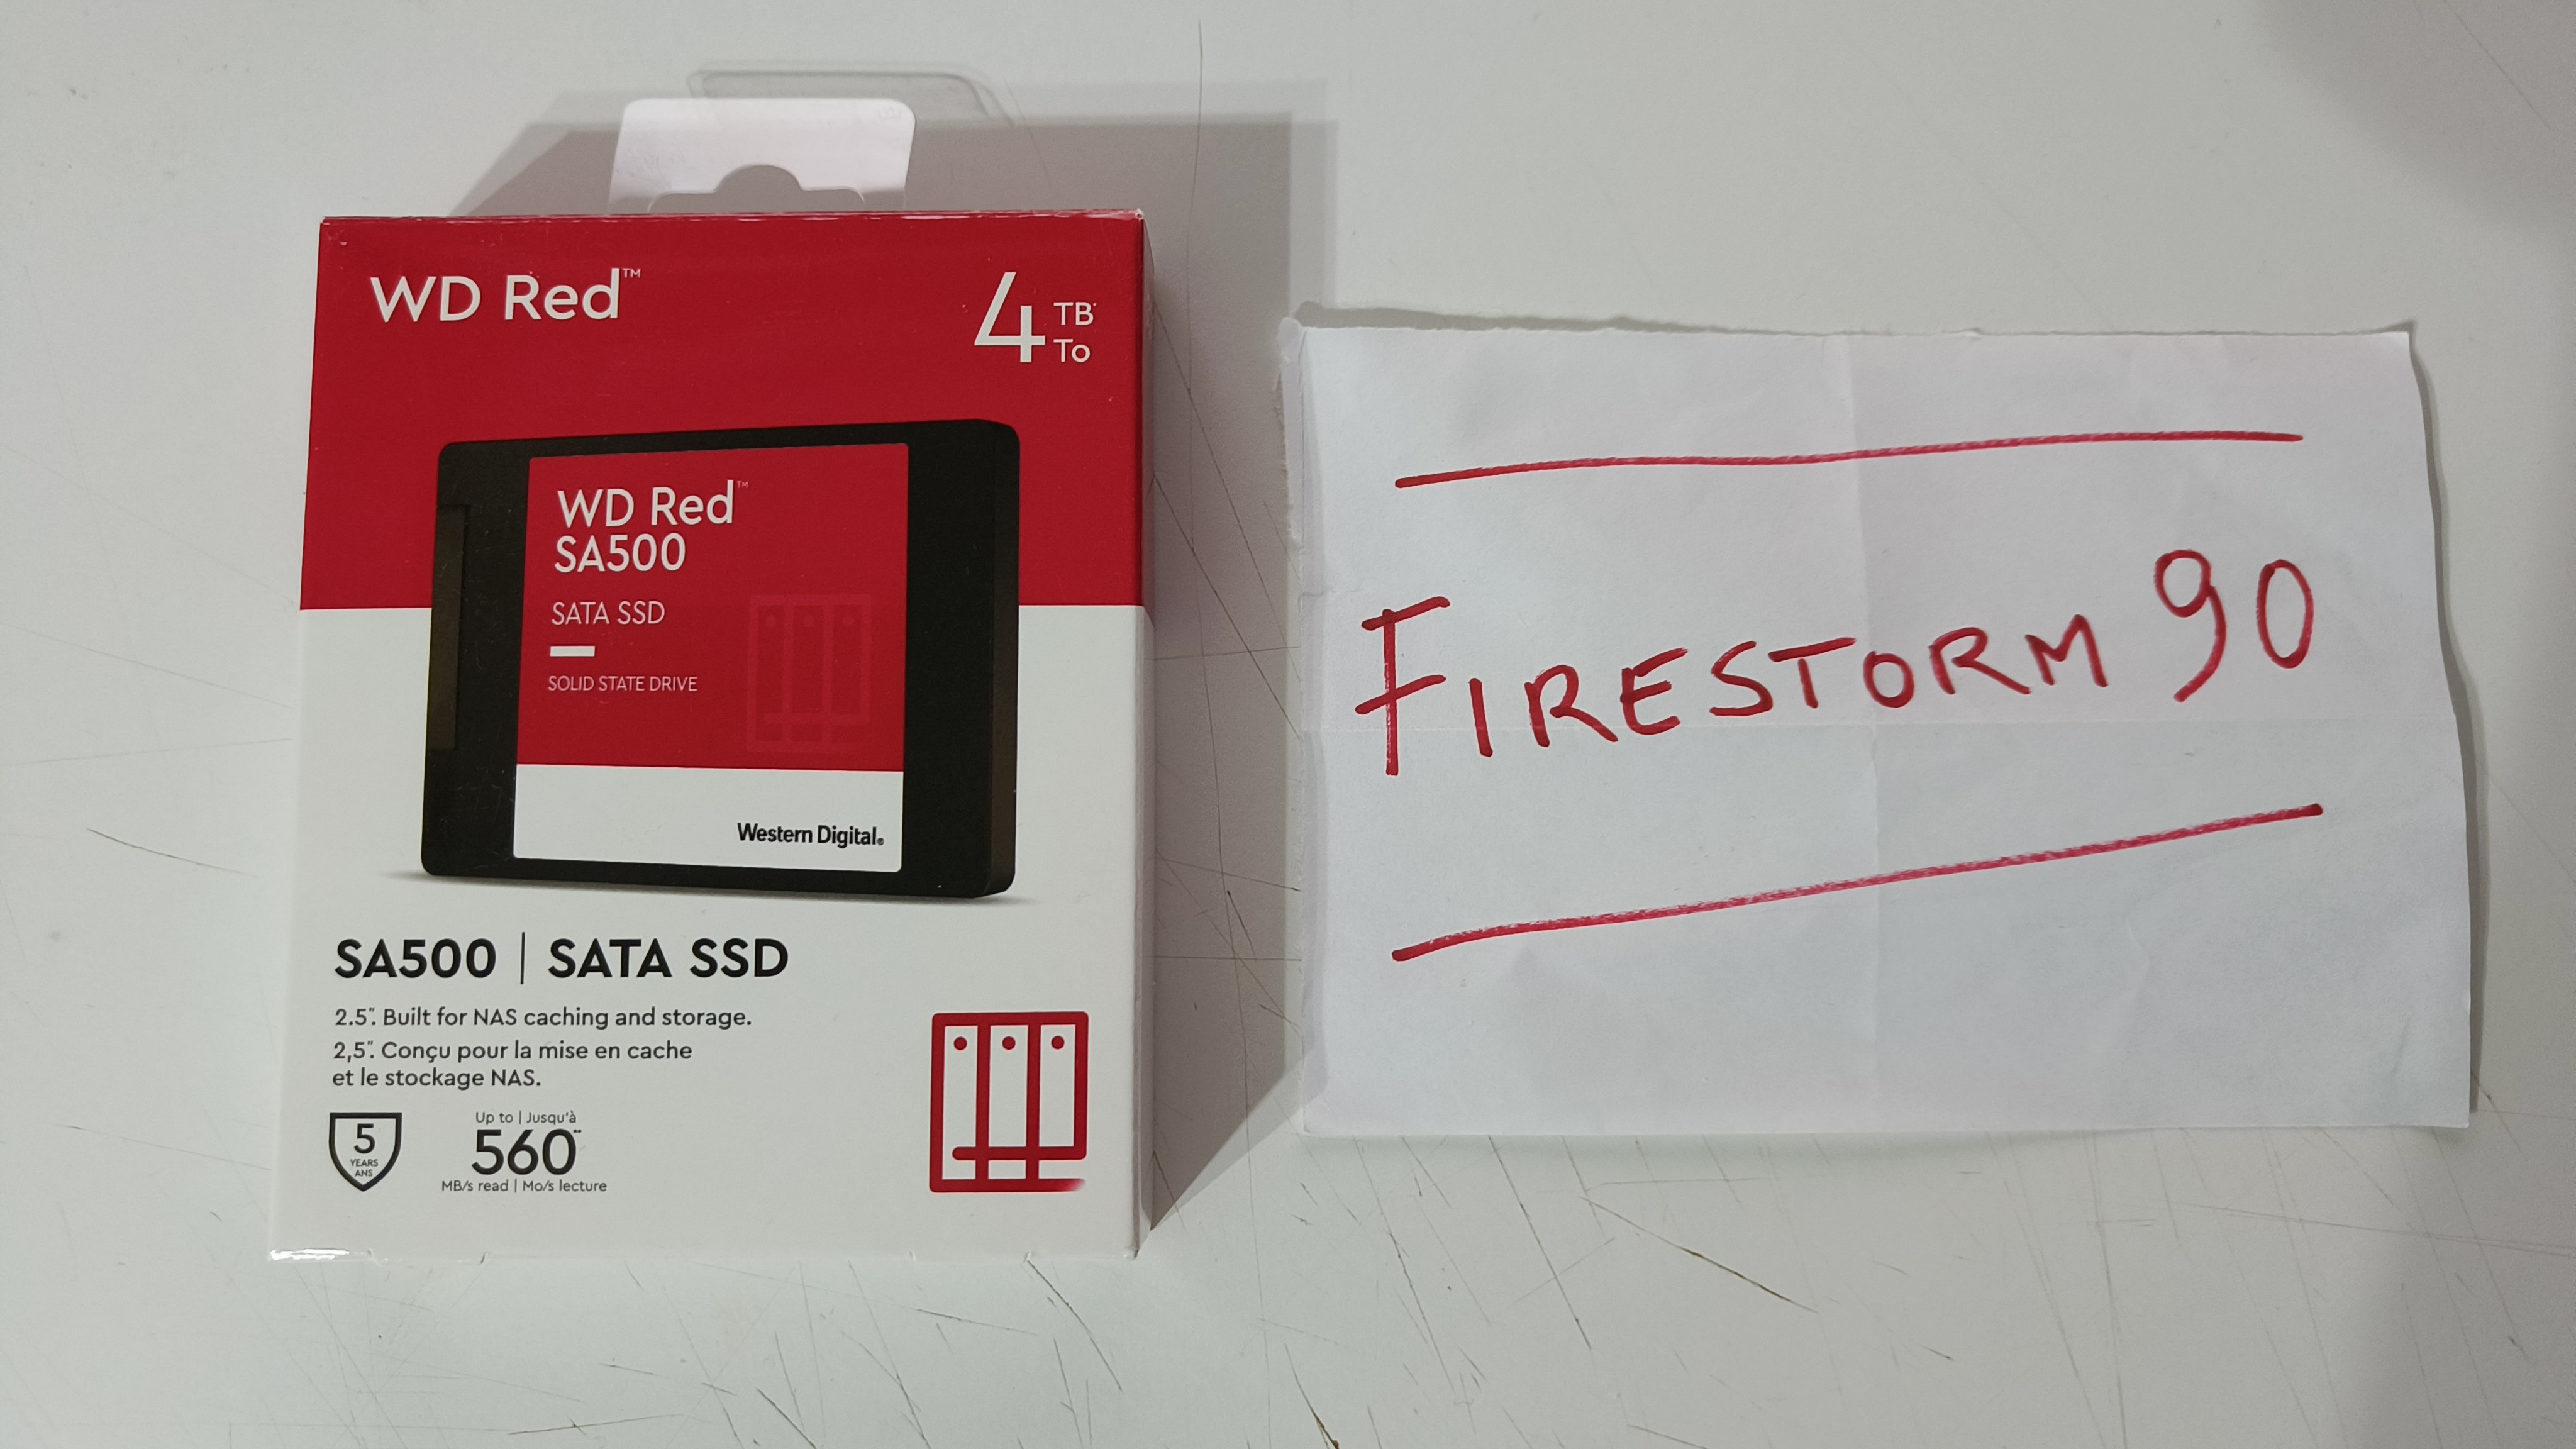 WD Red™
4 TB*
To
WD Red™
SA500
SATA SSD
SOLID STATE DRIVE
Western Digital®
SA500 | SATA SSD
2.5". Built for NAS caching and storage.
2,5". Conçu pour la mise en cache
et le stockage NAS.
5
YEARS
ANS
Up to | Jusqu'à
560**
MB/s read | Mo/s lecture
FIRESTORM 90